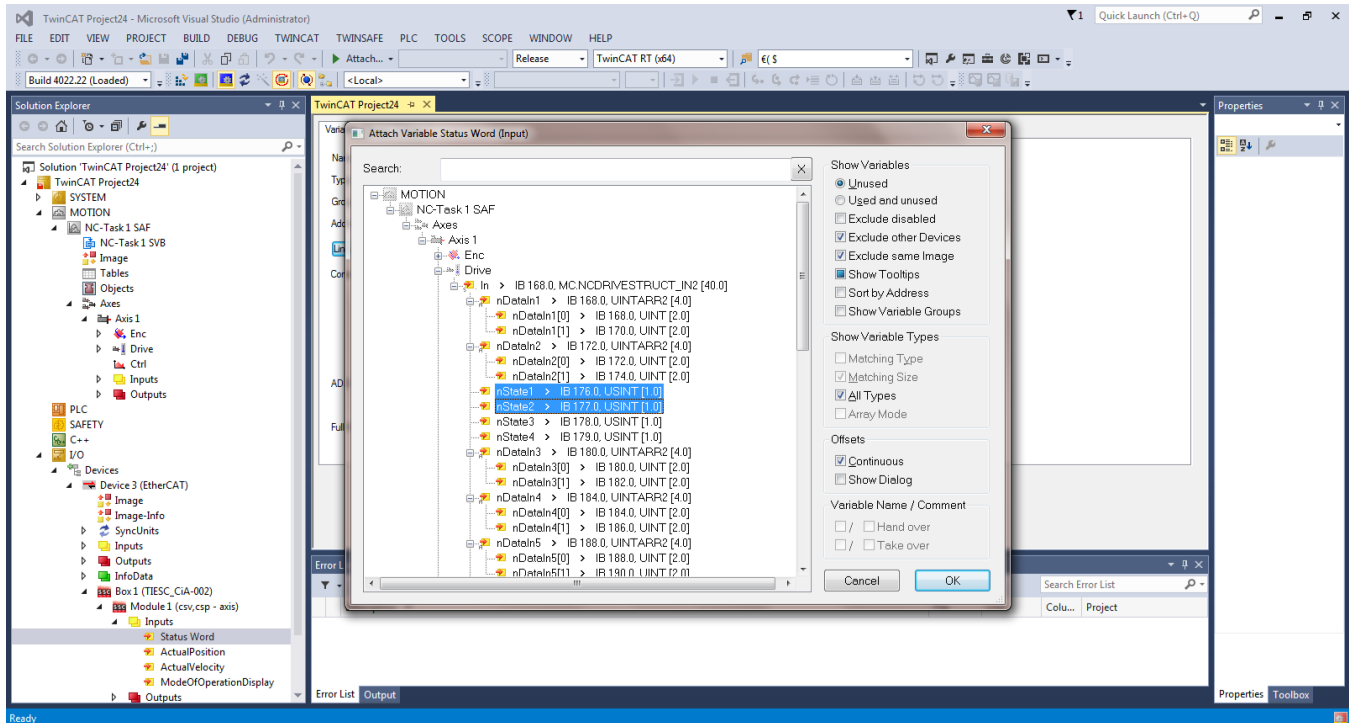 TwinCAT Project24 - Microsoft Visual Studio (Administrator)
1 Quick Launch (Ctrl+Q)
FILE EDIT VIEW PROJECT BUILD DEBUG TWINCAT TWINSAFE PLC TOOLS SCOPE WINDOW HELP
Attach... Release TwinCAT RT (x64) €( $
Build 4022.22 (Loaded) <Local>
Solution Explorer
Search Solution Explorer (Ctrl+;)
Solution 'TwinCAT Project24' (1 project)
TwinCAT Project24
SYSTEM
MOTION
NC-Task 1 SAF
NC-Task 1 SVB
Image
Tables
Objects
Axes
Axis 1
Enc
Drive
Ctrl
Inputs
Outputs
PLC
SAFETY
C++
I/O
Devices
Device 3 (EtherCAT)
Image
Image-Info
SyncUnits
Inputs
Outputs
InfoData
Box 1 (TIESC_CiA-002)
Module 1 (csv,csp - axis)
Inputs
Status Word
ActualPosition
ActualVelocity
ModeOfOperationDisplay
Outputs
TwinCAT Project24
Attach Variable Status Word (Input)
Search:
MOTION
NC-Task 1 SAF
Axes
Axis 1
Enc
Drive
In > IB 168.0, MC.NCDRIVESTRUCT_IN2 [40.0]
nDataIn1 > IB 168.0, UINTARR2 [4.0]
nDataIn1[0] > IB 168.0, UINT [2.0]
nDataIn1[1] > IB 170.0, UINT [2.0]
nDataIn2 > IB 172.0, UINTARR2 [4.0]
nDataIn2[0] > IB 172.0, UINT [2.0]
nDataIn2[1] > IB 174.0, UINT [2.0]
nState1 > IB 176.0, USINT [1.0]
nState2 > IB 177.0, USINT [1.0]
nState3 > IB 178.0, USINT [1.0]
nState4 > IB 179.0, USINT [1.0]
nDataIn3 > IB 180.0, UINTARR2 [4.0]
nDataIn3[0] > IB 180.0, UINT [2.0]
nDataIn3[1] > IB 182.0, UINT [2.0]
nDataIn4 > IB 184.0, UINTARR2 [4.0]
nDataIn4[0] > IB 184.0, UINT [2.0]
nDataIn4[1] > IB 186.0, UINT [2.0]
nDataIn5 > IB 188.0, UINTARR2 [4.0]
nDataIn5[0] > IB 188.0, UINT [2.0]
nDataIn5[1] > IB 190.0, UINT [2.0]
Show Variables
Unused
Used and unused
Exclude disabled
Exclude other Devices
Exclude same Image
Show Tooltips
Sort by Address
Show Variable Groups
Show Variable Types
Matching Type
Matching Size
All Types
Array Mode
Offsets
Continuous
Show Dialog
Variable Name / Comment
/ Hand over
/ Take over
Cancel OK
Search Error List
Colu... Project
Error List Output
Properties
Properties Toolbox
Ready